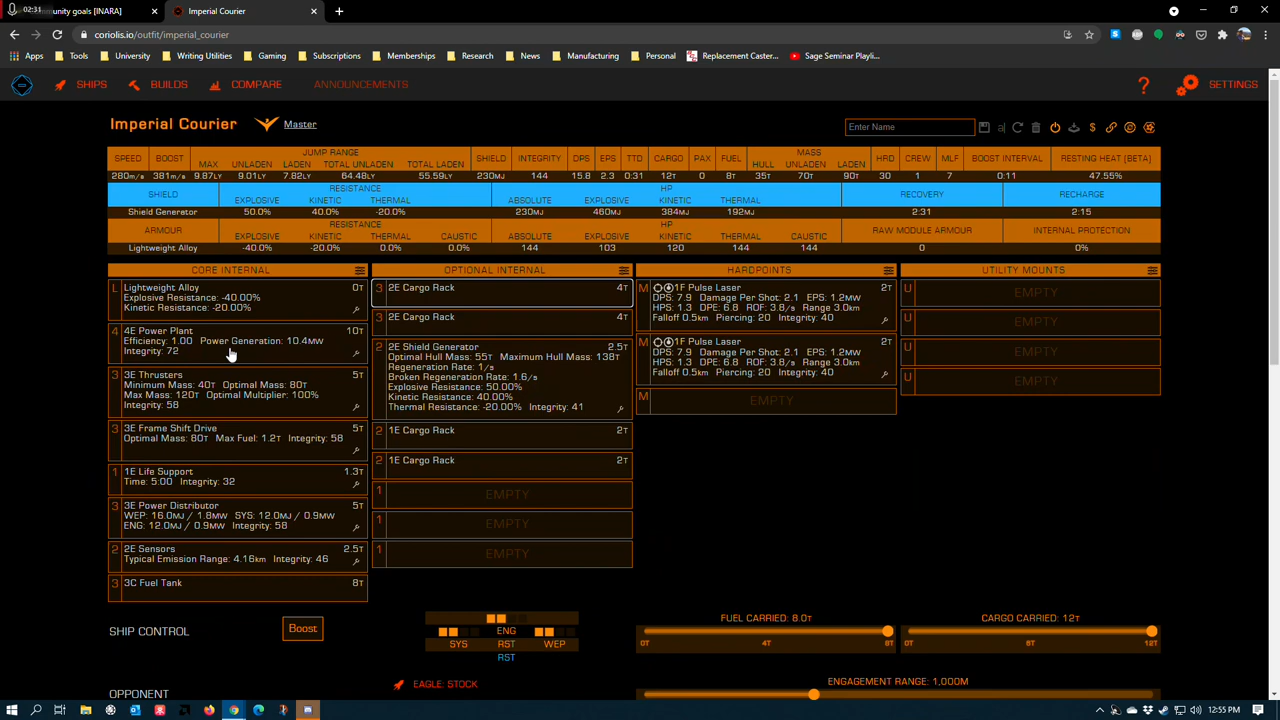 02:31
munity goals [INARA]
Imperial Courier
coriolis.io/outfit/imperial_courier
Apps Tools University Writing Utilities Gaming Subscriptions Memberships Research News Manufacturing Personal Replacement Caster... Sage Seminar Playli...
SHIPS BUILDS COMPARE ANNOUNCEMENTS ? SETTINGS
Imperial Courier Master Enter Name
SPEED BOOST JUMP RANGE SHIELD INTEGRITY DPS EPS TTD CARGO PAX FUEL MASS HRD CREW MLF BOOST INTERVAL RESTING HEAT (BETA)
MAX UNLADEN LADEN TOTAL UNLADEN TOTAL LADEN HULL UNLADEN LADEN
280m/s 381m/s 9.87LY 9.01LY 7.82LY 64.48LY 55.59LY 230MJ 144 15.8 2.3 0:31 12T 0 8T 35T 70T 90T 30 1 7 0:11 47.55%
SHIELD RESISTANCE HP RECOVERY RECHARGE
EXPLOSIVE KINETIC THERMAL ABSOLUTE EXPLOSIVE KINETIC THERMAL
Shield Generator 50.0% 40.0% -20.0% 230MJ 460MJ 384MJ 192MJ 2:31 2:15
ARMOUR RESISTANCE HP RAW MODULE ARMOUR INTERNAL PROTECTION
EXPLOSIVE KINETIC THERMAL CAUSTIC ABSOLUTE EXPLOSIVE KINETIC THERMAL CAUSTIC
Lightweight Alloy -40.0% -20.0% 0.0% 0.0% 144 103 120 144 144 0 0%
CORE INTERNAL
L Lightweight Alloy 0T
Explosive Resistance: -40.00%
Kinetic Resistance: -20.00%
4 4E Power Plant 10T
Efficiency: 1.00 Power Generation: 10.4MW
Integrity: 72
3 3E Thrusters 5T
Minimum Mass: 40T Optimal Mass: 80T
Max Mass: 120T Optimal Multiplier: 100%
Integrity: 58
3 3E Frame Shift Drive 5T
Optimal Mass: 80T Max Fuel: 1.2T Integrity: 58
1 1E Life Support 1.3T
Time: 5:00 Integrity: 32
3 3E Power Distributor 5T
WEP: 16.0MJ / 1.8MW SYS: 12.0MJ / 0.9MW
ENG: 12.0MJ / 0.9MW Integrity: 58
2 2E Sensors 2.5T
Typical Emission Range: 4.16km Integrity: 46
3 3C Fuel Tank 8T
OPTIONAL INTERNAL
3 2E Cargo Rack 4T
3 2E Cargo Rack 4T
2 2E Shield Generator 2.5T
Optimal Hull Mass: 55T Maximum Hull Mass: 138T
Regeneration Rate: 1/s
Broken Regeneration Rate: 1.6/s
Explosive Resistance: 50.00%
Kinetic Resistance: 40.00%
Thermal Resistance: -20.00% Integrity: 41
2 1E Cargo Rack 2T
2 1E Cargo Rack 2T
1 EMPTY
1 EMPTY
1 EMPTY
HARDPOINTS
M 1F Pulse Laser 2T
DPS: 7.9 Damage Per Shot: 2.1 EPS: 1.2MW
HPS: 1.3 DPE: 6.8 ROF: 3.8/s Range 3.0km
Falloff 0.5km Piercing: 20 Integrity: 40
M 1F Pulse Laser 2T
DPS: 7.9 Damage Per Shot: 2.1 EPS: 1.2MW
HPS: 1.3 DPE: 6.8 ROF: 3.8/s Range 3.0km
Falloff 0.5km Piercing: 20 Integrity: 40
M EMPTY
UTILITY MOUNTS
U EMPTY
U EMPTY
U EMPTY
U EMPTY
SHIP CONTROL Boost
ENG
SYS RST WEP
RST
FUEL CARRIED: 8.0T
0T 4T 8T
CARGO CARRIED: 12T
0T 6T 12T
OPPONENT EAGLE: STOCK
ENGAGEMENT RANGE: 1,000M
12:55 PM